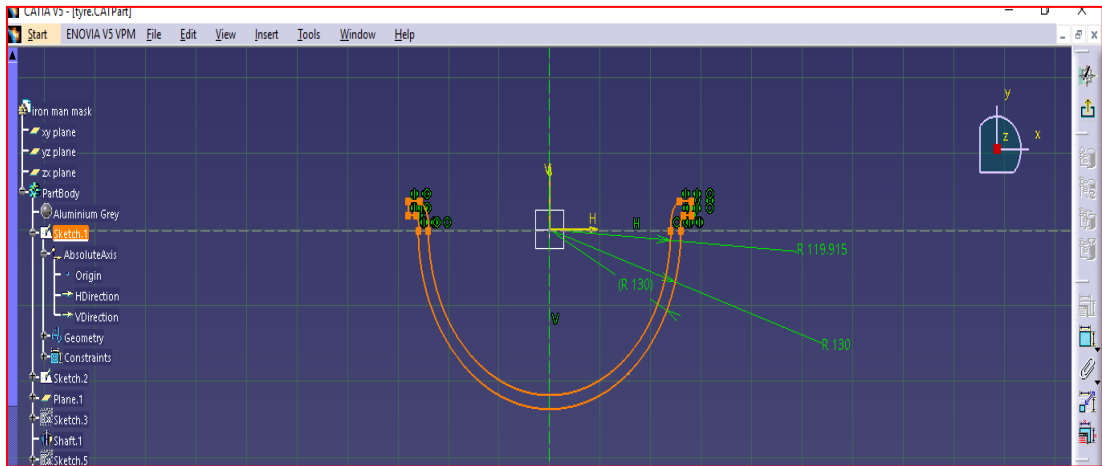 CATIA V5 - [tyre.CATPart]
Start ENOVIA V5 VPM File Edit View Insert Tools Window Help
iron man mask
xy plane
yz plane
zx plane
PartBody
Aluminium Grey
Sketch.1
AbsoluteAxis
Origin
HDirection
VDirection
Geometry
Constraints
Sketch.2
Plane.1
Sketch.3
Shaft.1
Sketch.5
V
H
H
R 119.915
(R 130)
V
R 130
y
z
x